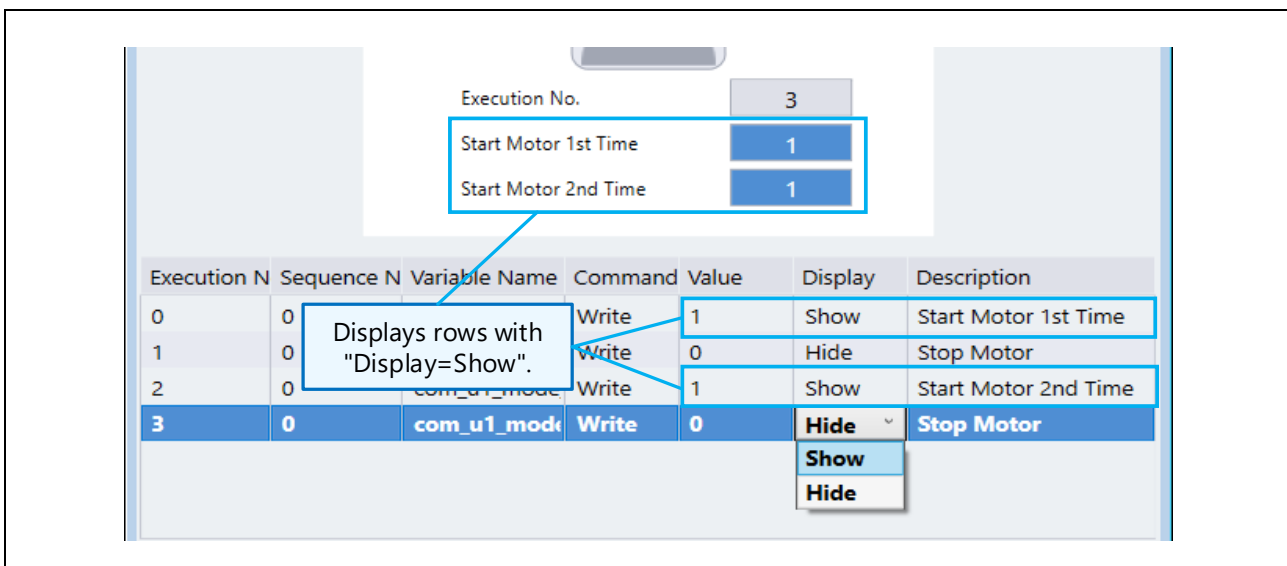 Execution No. 3
Start Motor 1st Time 1
Start Motor 2nd Time 1
Execution N Sequence N Variable Name Command Value Display Description
0 0 Write 1 Show Start Motor 1st Time
1 0 Write 0 Hide Stop Motor
2 0 com_u1_mode Write 1 Show Start Motor 2nd Time
3 0 com_u1_mode Write 0 Hide Stop Motor
Show
Hide
Displays rows with
"Display=Show".